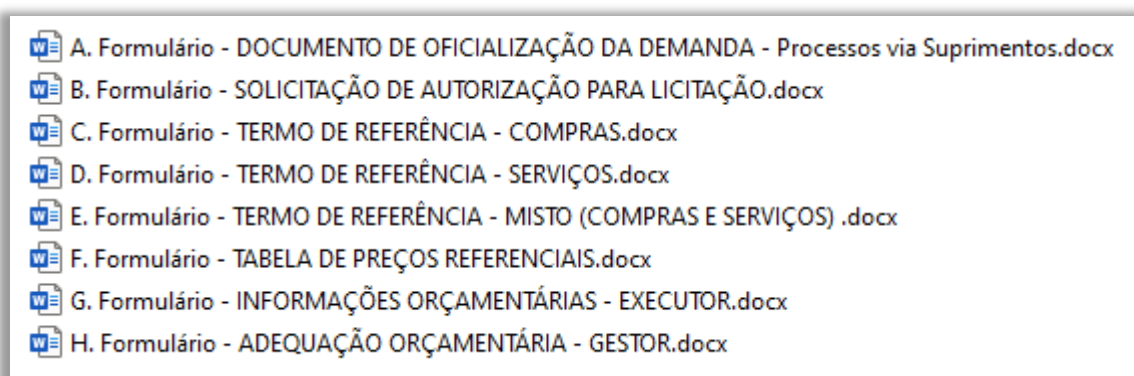 A. Formulário - DOCUMENTO DE OFICIALIZAÇÃO DA DEMANDA - Processos via Suprimentos.docx
B. Formulário - SOLICITAÇÃO DE AUTORIZAÇÃO PARA LICITAÇÃO.docx
C. Formulário - TERMO DE REFERÊNCIA - COMPRAS.docx
D. Formulário - TERMO DE REFERÊNCIA - SERVIÇOS.docx
E. Formulário - TERMO DE REFERÊNCIA - MISTO (COMPRAS E SERVIÇOS) .docx
F. Formulário - TABELA DE PREÇOS REFERENCIAIS.docx
G. Formulário - INFORMAÇÕES ORÇAMENTÁRIAS - EXECUTOR.docx
H. Formulário - ADEQUAÇÃO ORÇAMENTÁRIA - GESTOR.docx